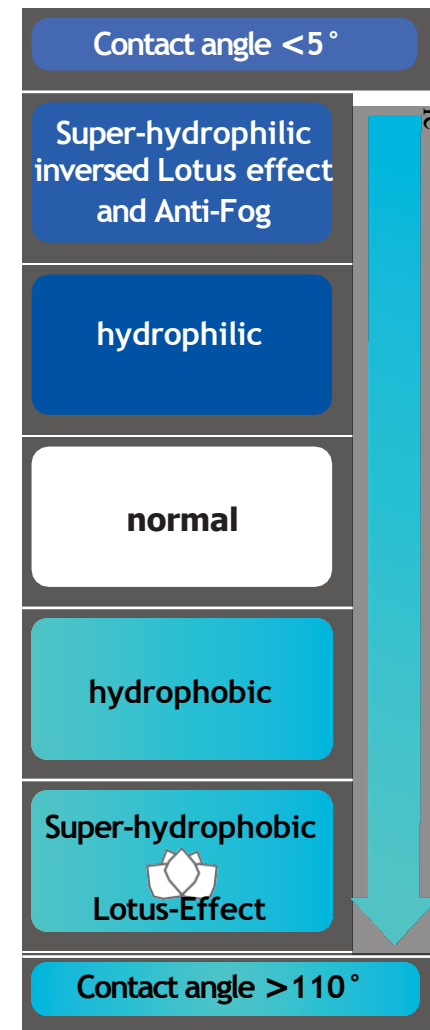 Contact angle <5°
Super-hydrophilic
inversed Lotus effect
and Anti-Fog
hydrophilic
normal
hydrophobic
Super-hydrophobic
Lotus-Effect
Contact angle >110°